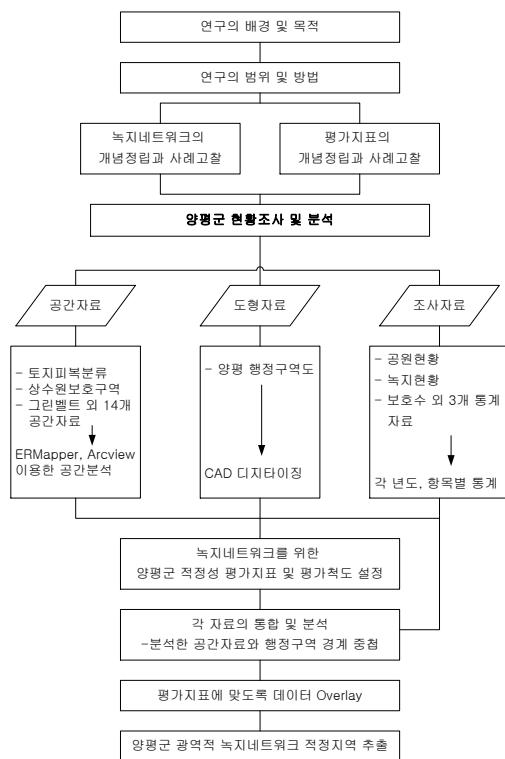 연구의 배경 및 목적
연구의 범위 및 방법
녹지네트워크의
개념정립과 사례고찰
평가지표의
개념정립과 사례고찰
양평군 현황조사 및 분석
공간자료
도형자료
조사자료
- 토지피복분류
- 상수원보호구역
- 그린벨트 외 14개
공간자료
ERMapper, Arcview
이용한 공간분석
- 양평 행정구역도
CAD 디지타이징
- 공원현황
- 녹지현황
- 보호수 외 3개 통계
자료
각 년도, 항목별 통계
녹지네트워크를 위한
양평군 적정성 평가지표 및 평가척도 설정
각 자료의 통합 및 분석
-분석한 공간자료와 행정구역 경계 중첩
평가지표에 맞도록 데이터 Overlay
양평군 광역적 녹지네트워크 적정지역 추출